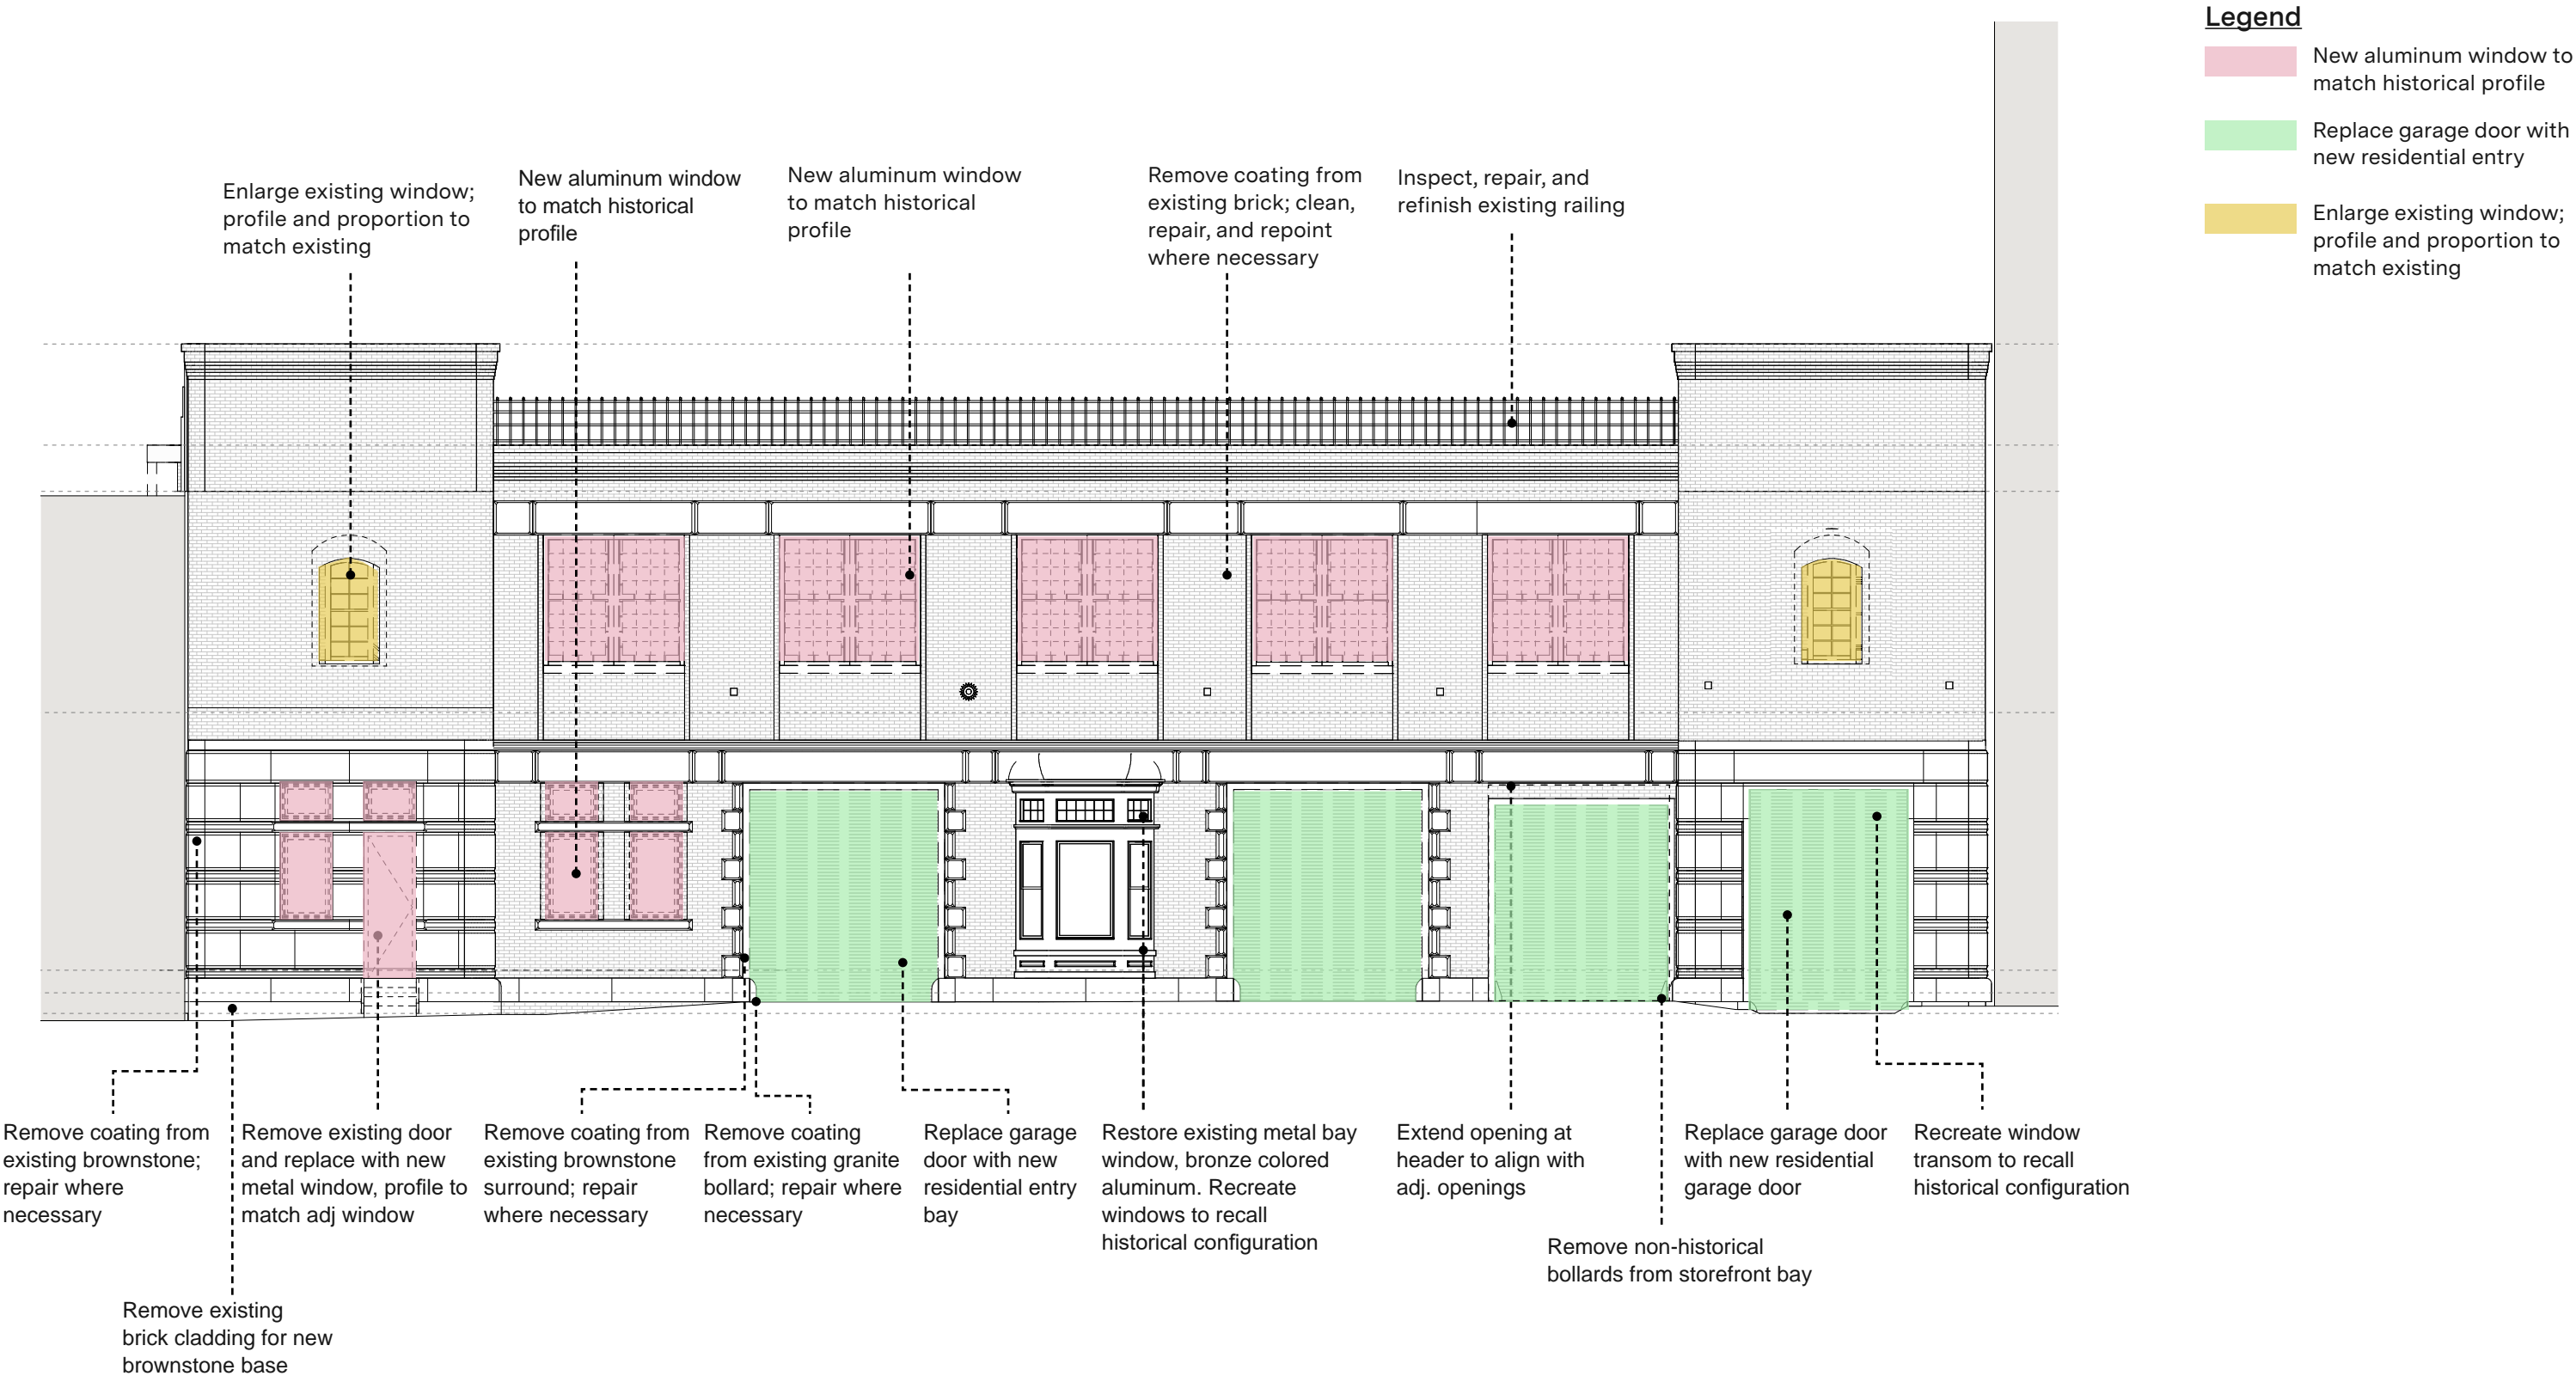 Legend
New aluminum window to
match historical profile
Replace garage door with
new residential entry
Enlarge existing window;
profile and proportion to
match existing
Enlarge existing window;
profile and proportion to
match existing
New aluminum window
to match historical
profile
New aluminum window
to match historical
profile
Remove coating from
existing brick; clean,
repair, and repoint
where necessary
Inspect, repair, and
refinish existing railing
Remove coating from
existing brownstone;
repair where
necessary
Remove existing door
and replace with new
metal window, profile to
match adj window
Remove coating from
existing brownstone
surround; repair
where necessary
Remove coating
from existing granite
bollard; repair where
necessary
Replace garage
door with new
residential entry
bay
Restore existing metal bay
window, bronze colored
aluminum. Recreate
windows to recall
historical configuration
Extend opening at
header to align with
adj. openings
Replace garage door
with new residential
garage door
Recreate window
transom to recall
historical configuration
Remove non-historical
bollards from storefront bay
Remove existing
brick cladding for new
brownstone base